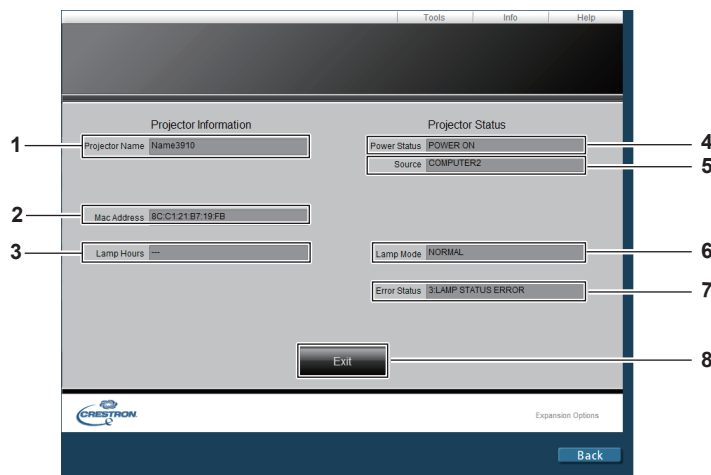 Tools Info Help
Projector Information Projector Status
1 Projector Name Name3910
Power Status POWER ON 4
Source COMPUTER2 5
2 Mac Address 8C:C1:21:B7:19:FB
3 Lamp Hours —
Lamp Mode NORMAL 6
Error Status 3:LAMP STATUS ERROR 7
Exit 8
CRESTRON.
Expansion Options
Back